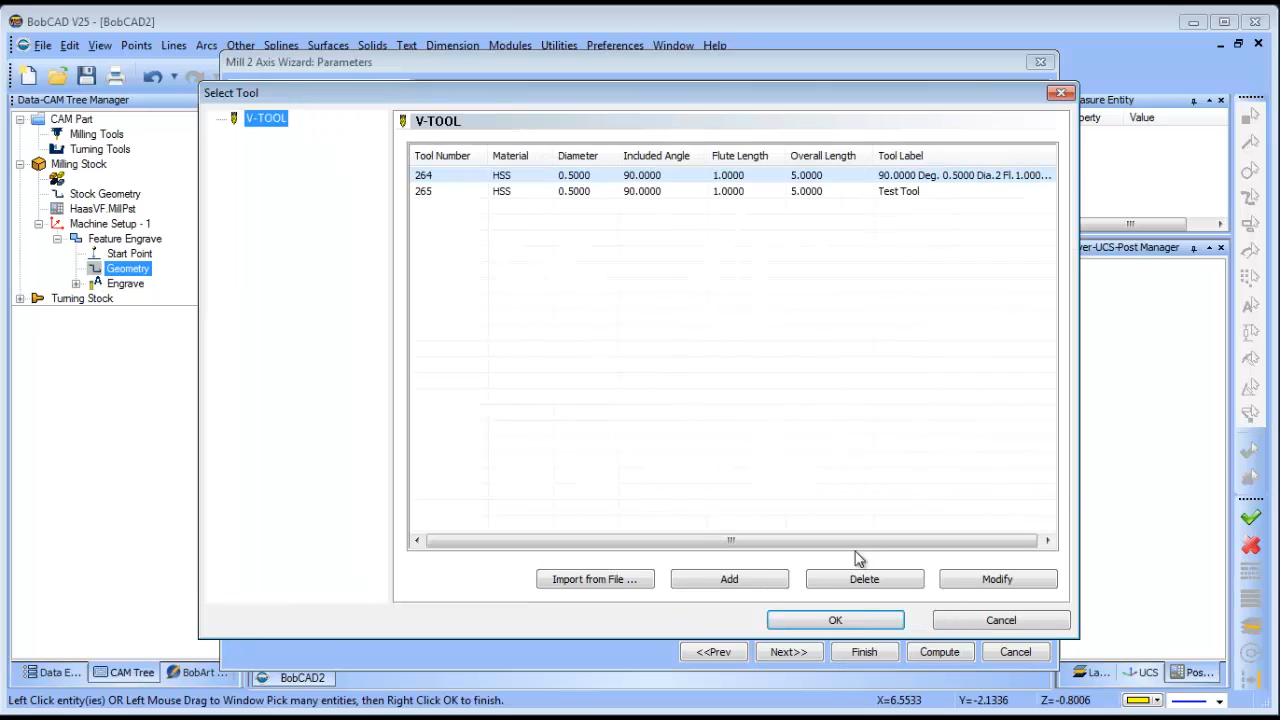 BobCAD V25 - [BobCAD2]
File Edit View Points Lines Arcs Other Splines Surfaces Solids Text Dimension Modules Utilities Preferences Window Help
Mill 2 Axis Wizard: Parameters
Select Tool
Data-CAM Tree Manager
CAM Part
Milling Tools
Turning Tools
Milling Stock
Stock Geometry
HaasVF.MillPst
Machine Setup - 1
Feature Engrave
Start Point
Geometry
Engrave
Turning Stock
V-TOOL
V-TOOL
Tool Number Material Diameter Included Angle Flute Length Overall Length Tool Label
264 HSS 0.5000 90.0000 1.0000 5.0000 90.0000 Deg. 0.5000 Dia.2 Fl. 1.000...
265 HSS 0.5000 90.0000 1.0000 5.0000 Test Tool
Import from File ... Add Delete Modify
OK Cancel
<<Prev Next>> Finish Compute Cancel
asure Entity
perty Value
yer-UCS-Post Manager
Data E... CAM Tree BobArt ... BobCAD2 La... UCS Pos...
Left Click entity(ies) OR Left Mouse Drag to Window Pick many entities, then Right Click OK to finish. X=6.5533 Y=-2.1336 Z=-0.8006